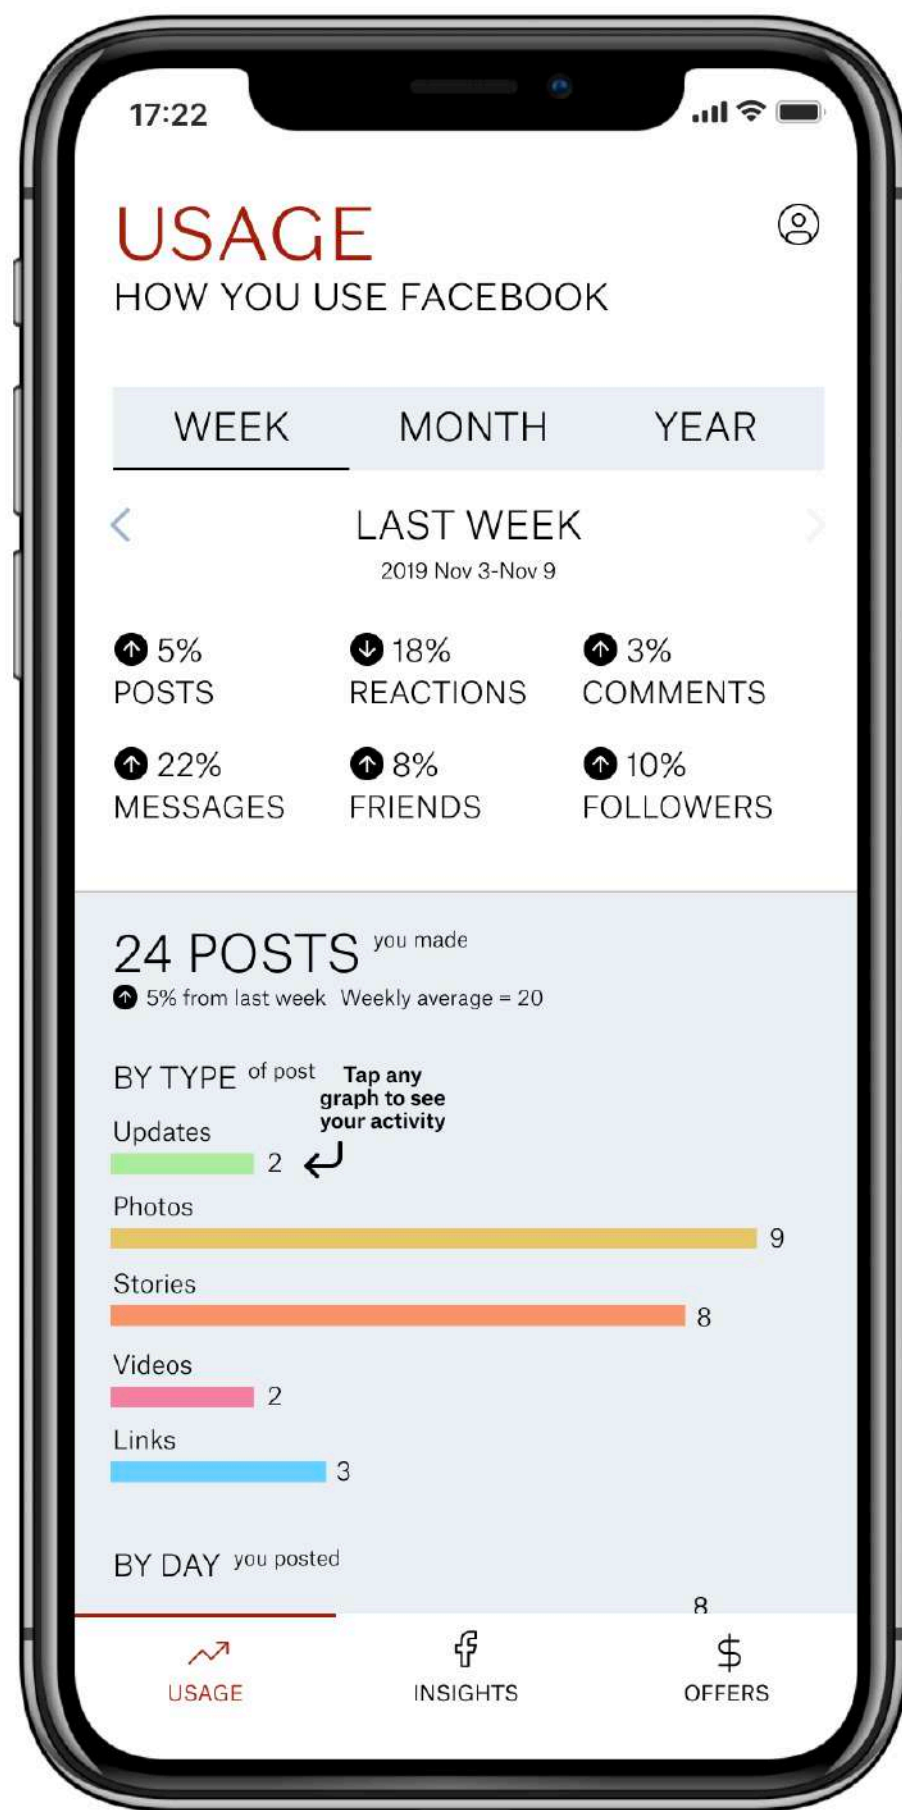 17:22
USAGE
HOW YOU USE FACEBOOK
WEEK MONTH YEAR
LAST WEEK
2019 Nov 3-Nov 9
5% 18% 3%
POSTS REACTIONS COMMENTS
22% 8% 10%
MESSAGES FRIENDS FOLLOWERS
24 POSTS you made
5% from last week Weekly average = 20
BY TYPE of post
Tap any
graph to see
your activity
Updates
2
Photos
9
Stories
8
Videos
2
Links
3
BY DAY you posted
8
USAGE INSIGHTS OFFERS